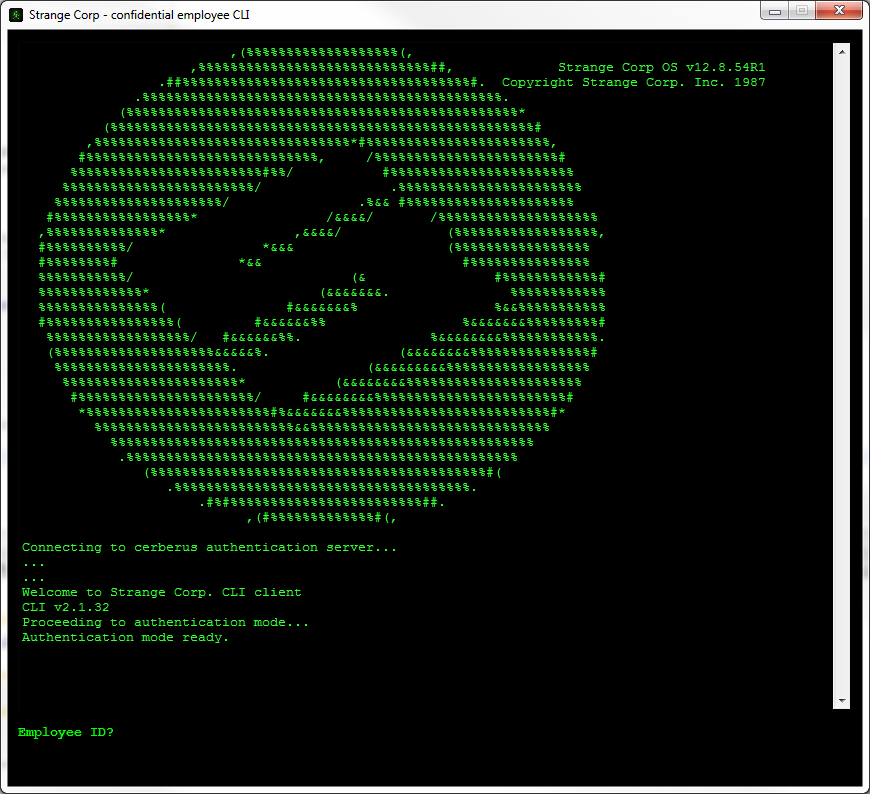 Strange Corp - confidential employee CLI
Strange Corp OS v12.8.54R1
Copyright Strange Corp. Inc. 1987
Connecting to cerberus authentication server...
...
...
Welcome to Strange Corp. CLI client
CLI v2.1.32
Proceeding to authentication mode...
Authentication mode ready.
Employee ID?